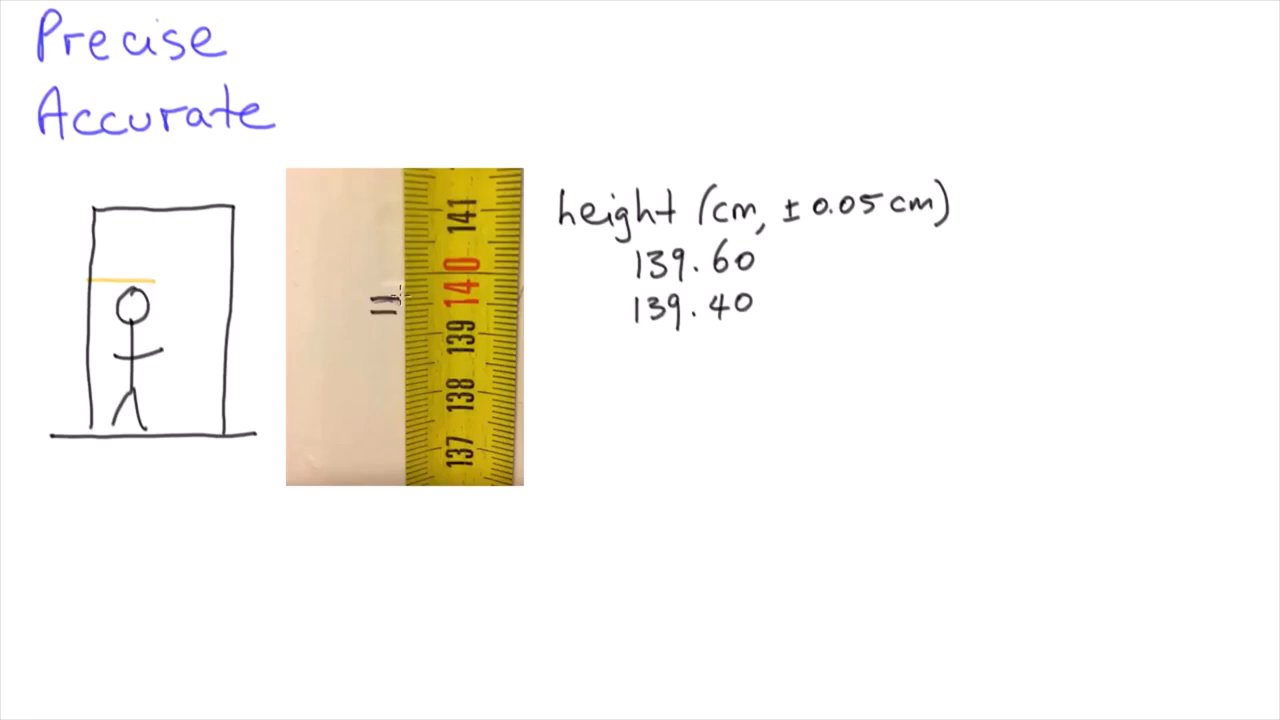 Precise
Accurate
height (cm, ± 0.05 cm)
139.60
139.40
141
140
139
138
137